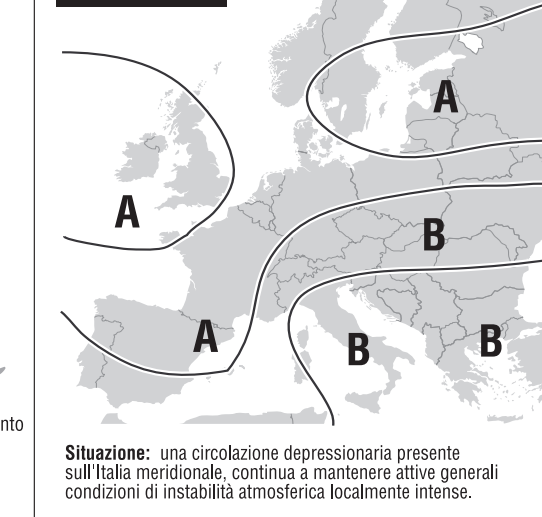 A
A
B
A
B
B
nto
Situazione: una circolazione depressionaria presente
sull'Italia meridionale, continua a mantenere attive generali
condizioni di instabilità atmosferica localmente intense.